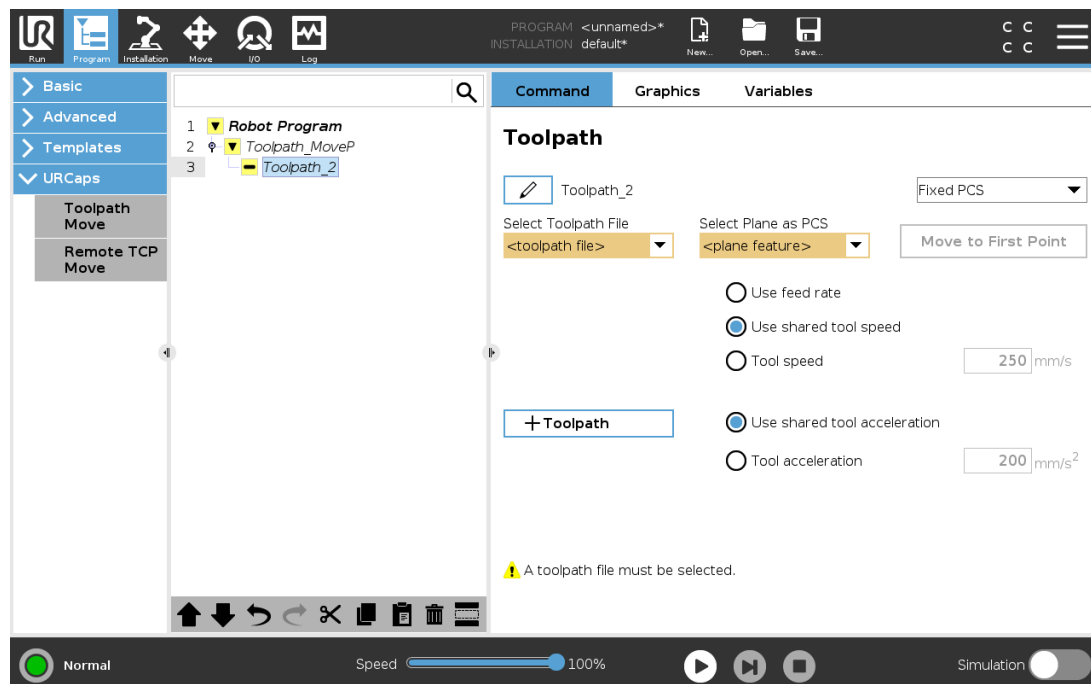 UR
PROGRAM <unnamed>*
INSTALLATION default*
C C
C C
Run Program Installation Move I/O Log New... Open... Save...
Basic
Advanced
Templates
URCaps
Toolpath
Move
Remote TCP
Move
1 Robot Program
2 Toolpath_MoveP
3 Toolpath_2
Command Graphics Variables
Toolpath
Toolpath_2 Fixed PCS
Select Toolpath File Select Plane as PCS
<toolpath file> <plane feature> Move to First Point
Use feed rate
Use shared tool speed
Tool speed 250 mm/s
+Toolpath Use shared tool acceleration
Tool acceleration 200 mm/s²
A toolpath file must be selected.
Normal Speed 100% Simulation